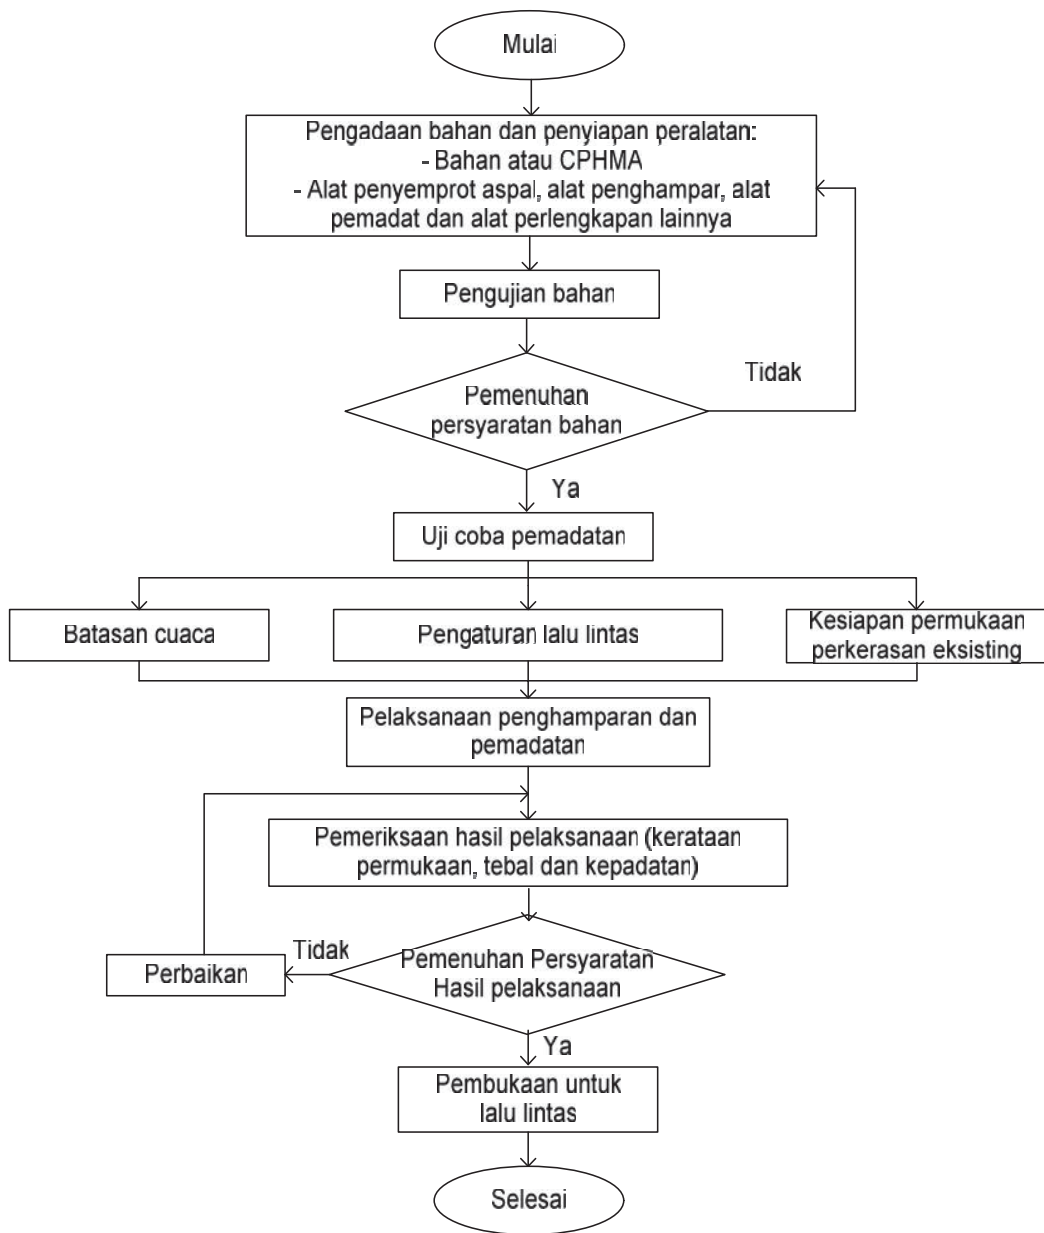 Mulai
Pengadaan bahan dan penyiapan peralatan:
- Bahan atau CPHMA
- Alat penyemprot aspal, alat penghampar, alat
pemadat dan alat perlengkapan lainnya
Pengujian bahan
Tidak
Pemenuhan
persyaratan bahan
Ya
Uji coba pemadatan
Batasan cuaca
Pengaturan lalu lintas
Kesiapan permukaan
perkerasan eksisting
Pelaksanaan penghamparan dan
pemadatan
Pemeriksaan hasil pelaksanaan (kerataan
permukaan, tebal dan kepadatan)
Tidak
Perbaikan
Pemenuhan Persyaratan
Hasil pelaksanaan
Ya
Pembukaan untuk
lalu lintas
Selesai